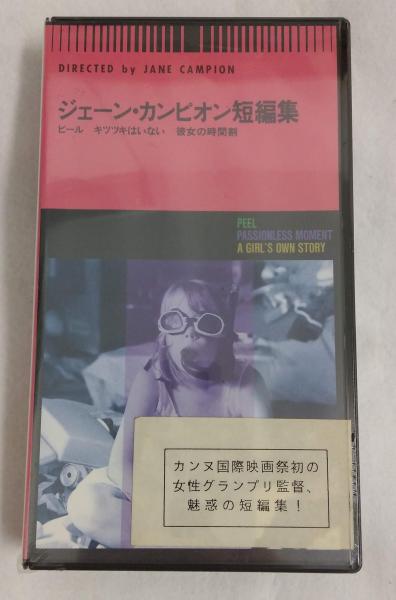 DIRECTED by JANE CAMPION
ジェーン・カンピオン短編集
ピール キツツキはいない 彼女の時間割
PEEL
PASSIONLESS MOMENT
A GIRL'S OWN STORY
カンヌ国際映画祭初の
女性グランプリ監督、
魅惑の短編集!